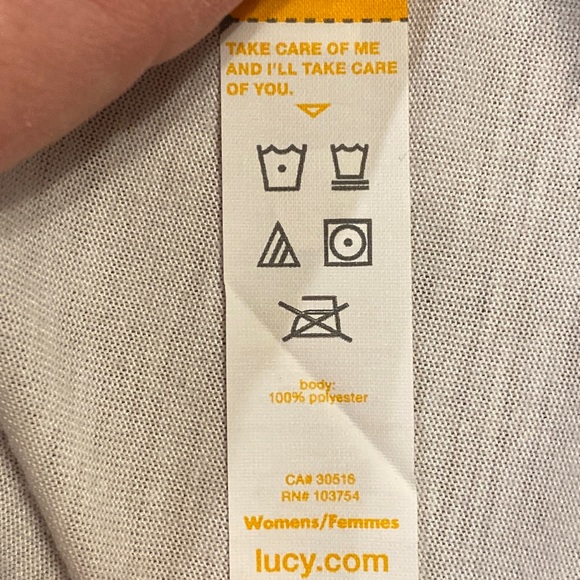 TAKE CARE OF ME
AND I'LL TAKE CARE
OF YOU.
body:
100% polyester
CA# 30516
RN# 103754
Womens/Femmes
lucy.com